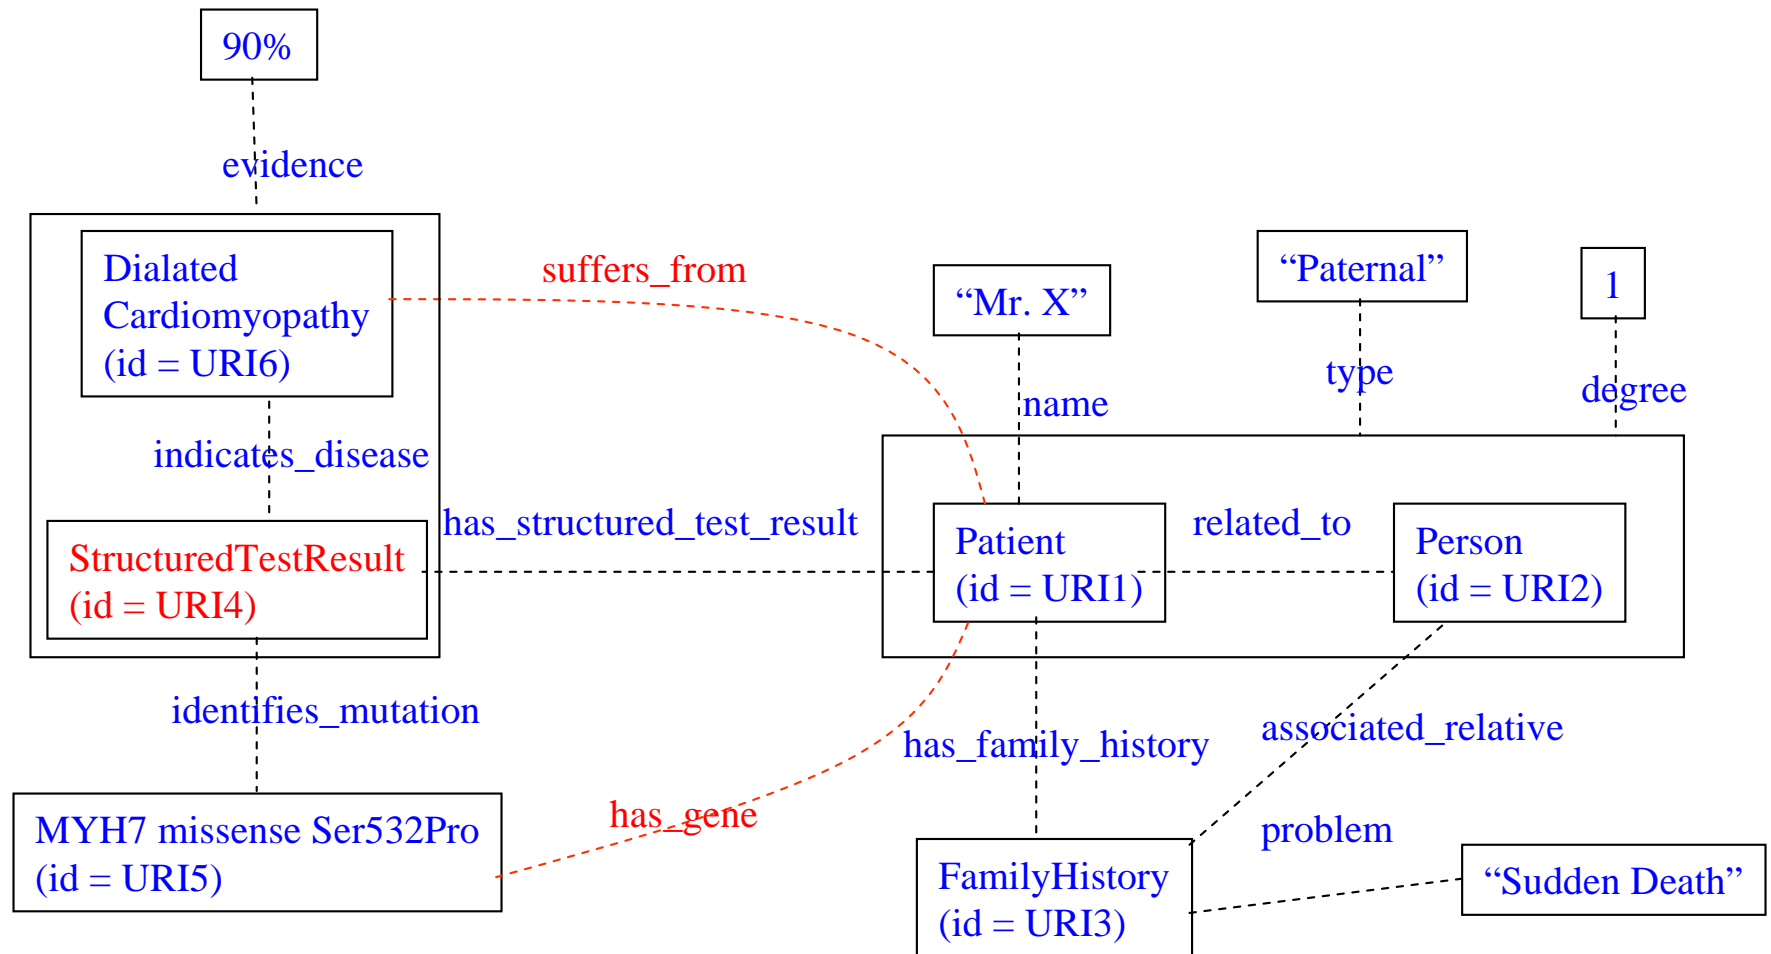 90%
evidence
Dialated
Cardiomyopathy
(id = URI6)
suffers_from
“Mr. X”
“Paternal”
1
name
type
degree
indicates_disease
StructuredTestResult
(id = URI4)
has_structured_test_result
Patient
(id = URI1)
related_to
Person
(id = URI2)
identifies_mutation
has_family_history
associated_relative
MYH7 missense Ser532Pro
(id = URI5)
has_gene
problem
FamilyHistory
(id = URI3)
“Sudden Death”